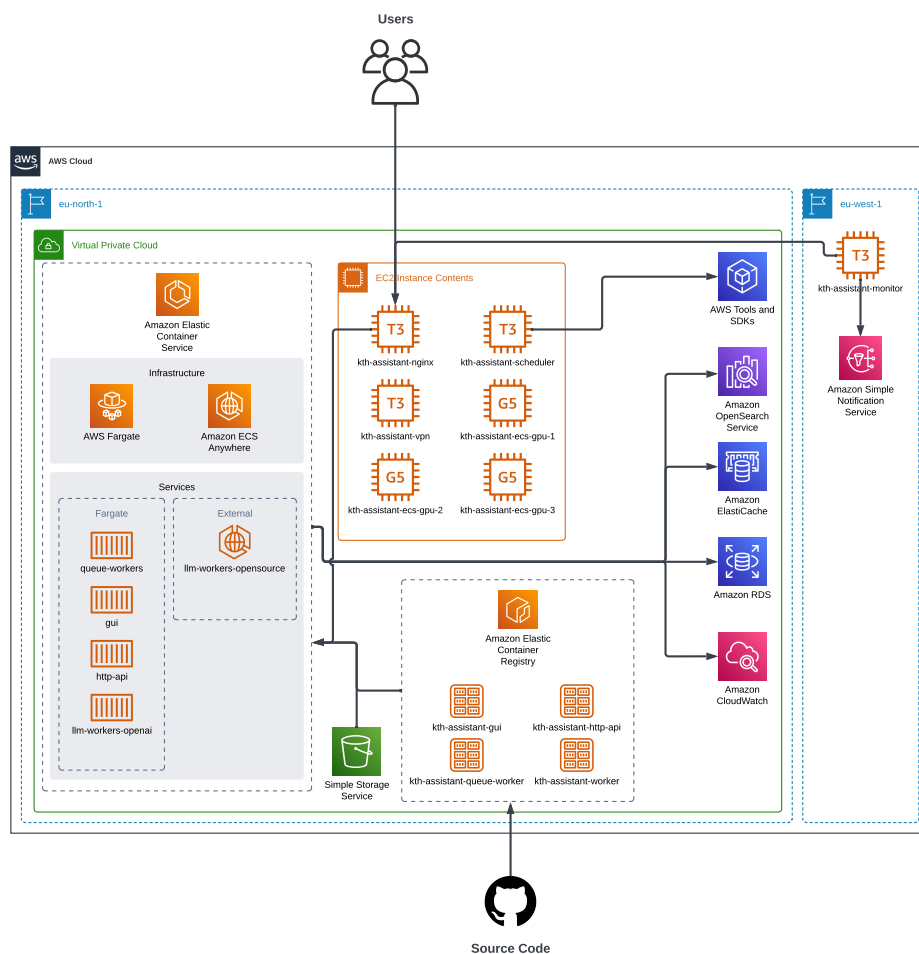 Users
aws
AWS Cloud
eu-north-1
eu-west-1
Virtual Private Cloud
T3
kth-assistant-monitor
Amazon Elastic
Container
Service
EC2 Instance Contents
T3
kth-assistant-nginx
T3
kth-assistant-scheduler
AWS Tools and
SDKs
Amazon Simple
Notification
Service
Infrastructure
AWS Fargate
Amazon ECS
Anywhere
T3
kth-assistant-vpn
G5
kth-assistant-ecs-gpu-1
Amazon
OpenSearch
Service
G5
kth-assistant-ecs-gpu-2
G5
kth-assistant-ecs-gpu-3
Amazon
ElastiCache
Services
Fargate
queue-workers
gui
http-api
llm-workers-openai
External
llm-workers-opensource
Amazon RDS
Amazon Elastic
Container
Registry
kth-assistant-gui
kth-assistant-http-api
kth-assistant-queue-worker
kth-assistant-worker
Amazon
CloudWatch
Simple Storage
Service
Source Code